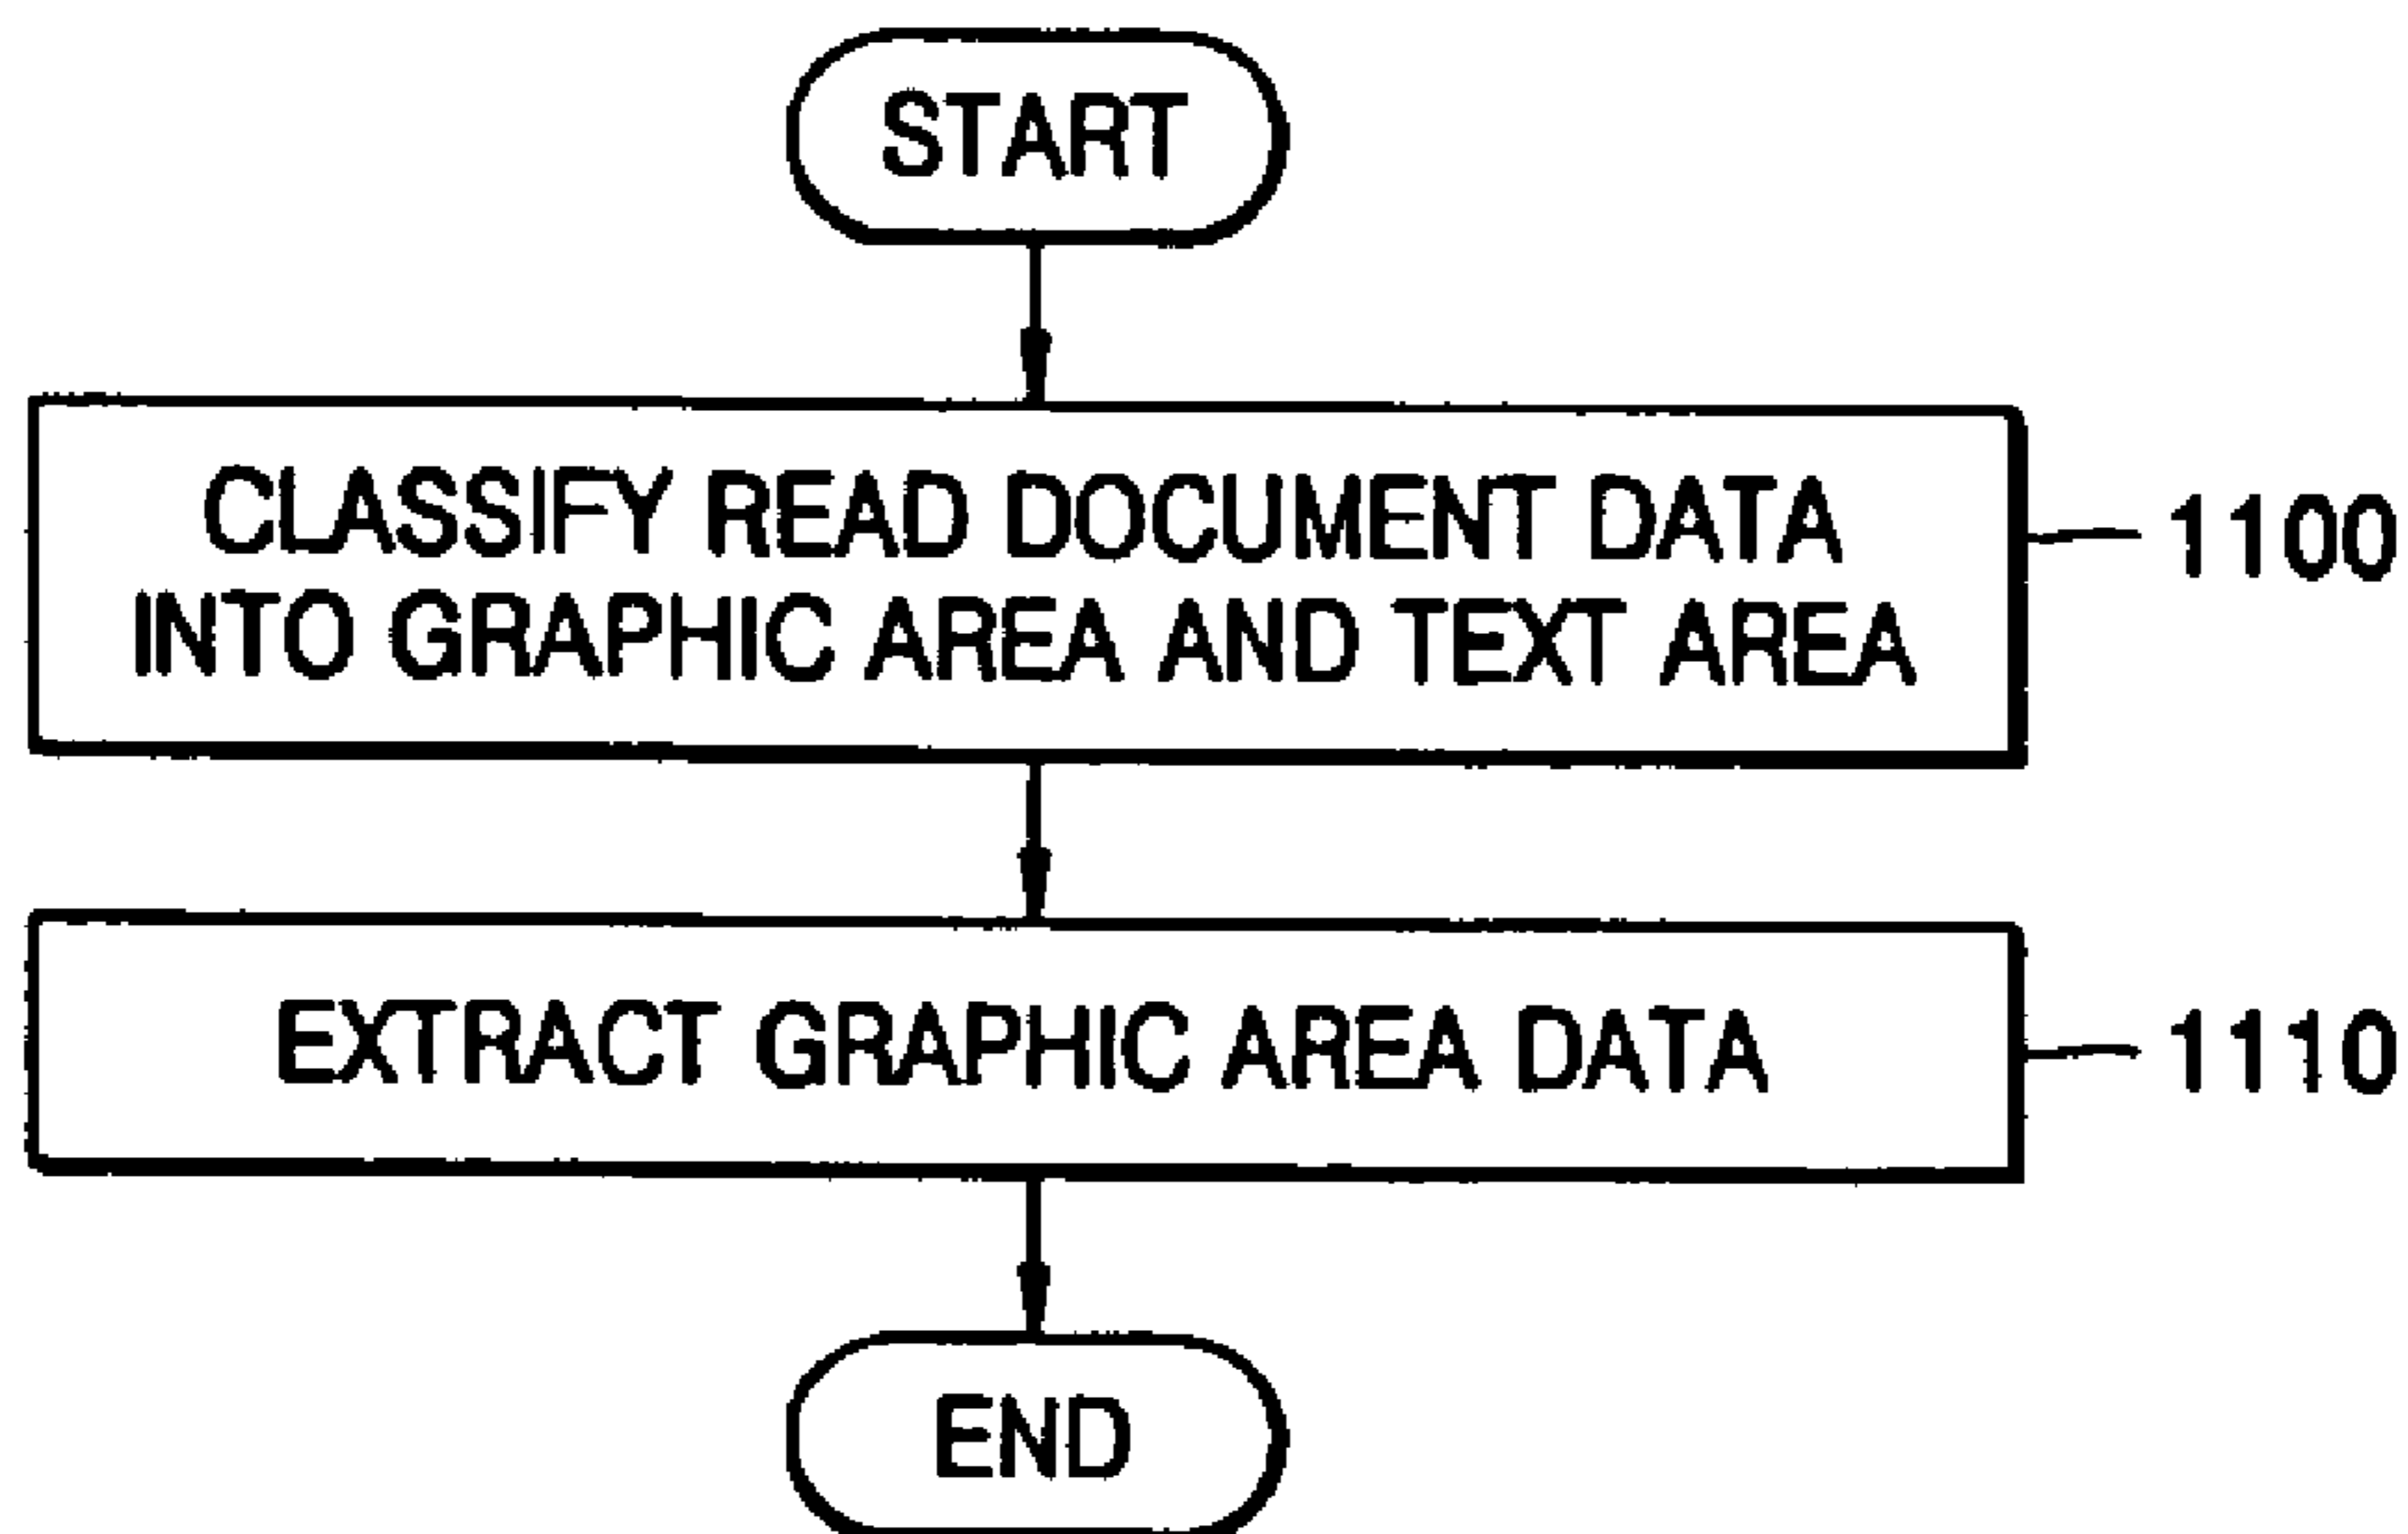 START
CLASSIFY READ DOCUMENT DATA
INTO GRAPHIC AREA AND TEXT AREA
1100
EXTRACT GRAPHIC AREA DATA
1110
END